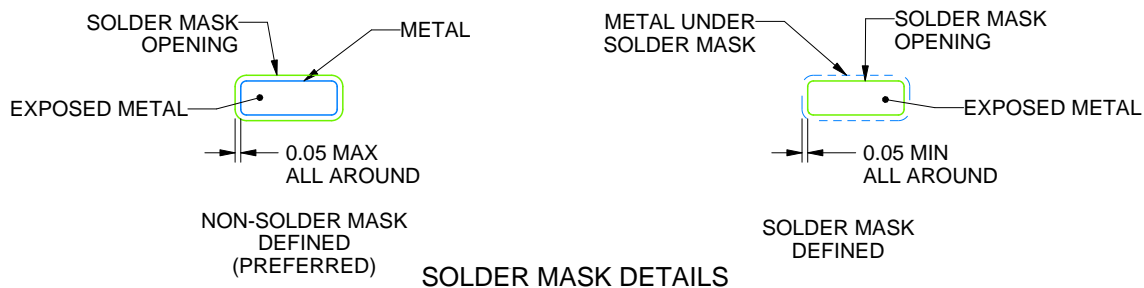 SOLDER MASK
OPENING
METAL
EXPOSED METAL
0.05 MAX
ALL AROUND
NON-SOLDER MASK
DEFINED
(PREFERRED)
METAL UNDER
SOLDER MASK
SOLDER MASK
OPENING
EXPOSED METAL
0.05 MIN
ALL AROUND
SOLDER MASK
DEFINED
SOLDER MASK DETAILS